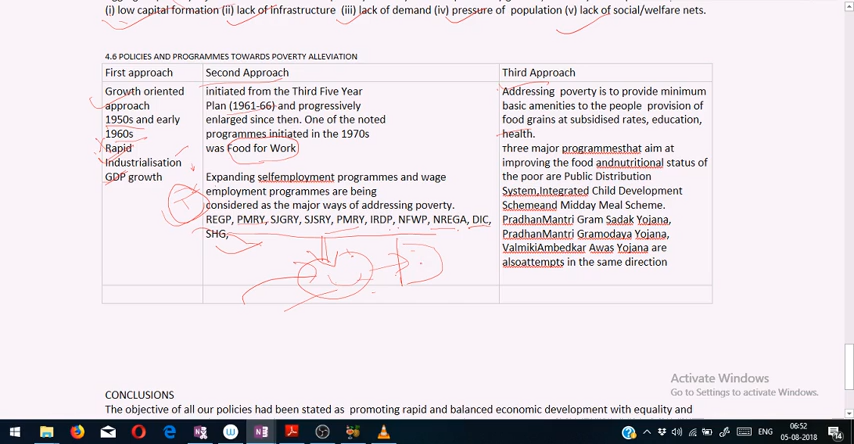 (i) low capital formation (ii) lack of infrastructure (iii) lack of demand (iv) pressure of population (v) lack of social/welfare nets.
4.6 POLICIES AND PROGRAMMES TOWARDS POVERTY ALLEVIATION
First approach
Growth oriented
approach
1950s and early
1960s
Rapid
Industrialisation
GDP growth
Second Approach
initiated from the Third Five Year
Plan (1961-66) and progressively
enlarged since then. One of the noted
programmes initiated in the 1970s
was Food for Work
Expanding selfemployment programmes and wage
employment programmes are being
considered as the major ways of addressing poverty.
REGP, PMRY, SJGRY, SJSRY, PMRY, IRDP, NFWP, NREGA, DIC,
SHG,
Third Approach
Addressing poverty is to provide minimum
basic amenities to the people provision of
food grains at subsidised rates, education,
health.
Three major programmesthat aim at
improving the food andnutritional status of
the poor are Public Distribution
System,Integrated Child Development
Schemeand Midday Meal Scheme.
PradhanMantri Gram Sadak Yojana,
PradhanMantri Gramodaya Yojana,
ValmikiAmbedkar Awas Yojana are
alsoattempts in the same direction
Activate Windows
Go to Settings to activate Windows.
CONCLUSIONS
The objective of all our policies had been stated as promoting rapid and balanced economic development with equality and
ENG
06:52
05-08-2018
14